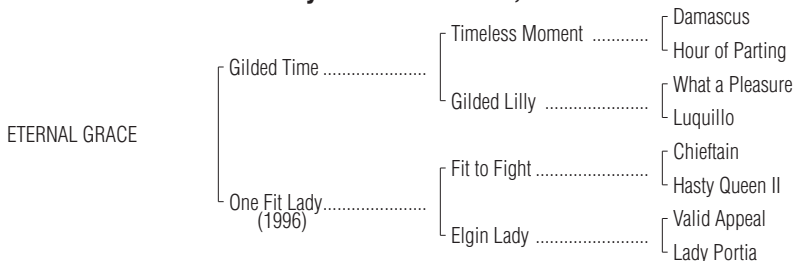 Damascus
Timeless Moment ............
Hour of Parting
Gilded Time ......................
What a Pleasure
Gilded Lilly ......................
Luquillo
ETERNAL GRACE
Chieftain
Fit to Fight ........................
Hasty Queen II
One Fit Lady......................
(1996)
Valid Appeal
Elgin Lady ........................
Lady Portia